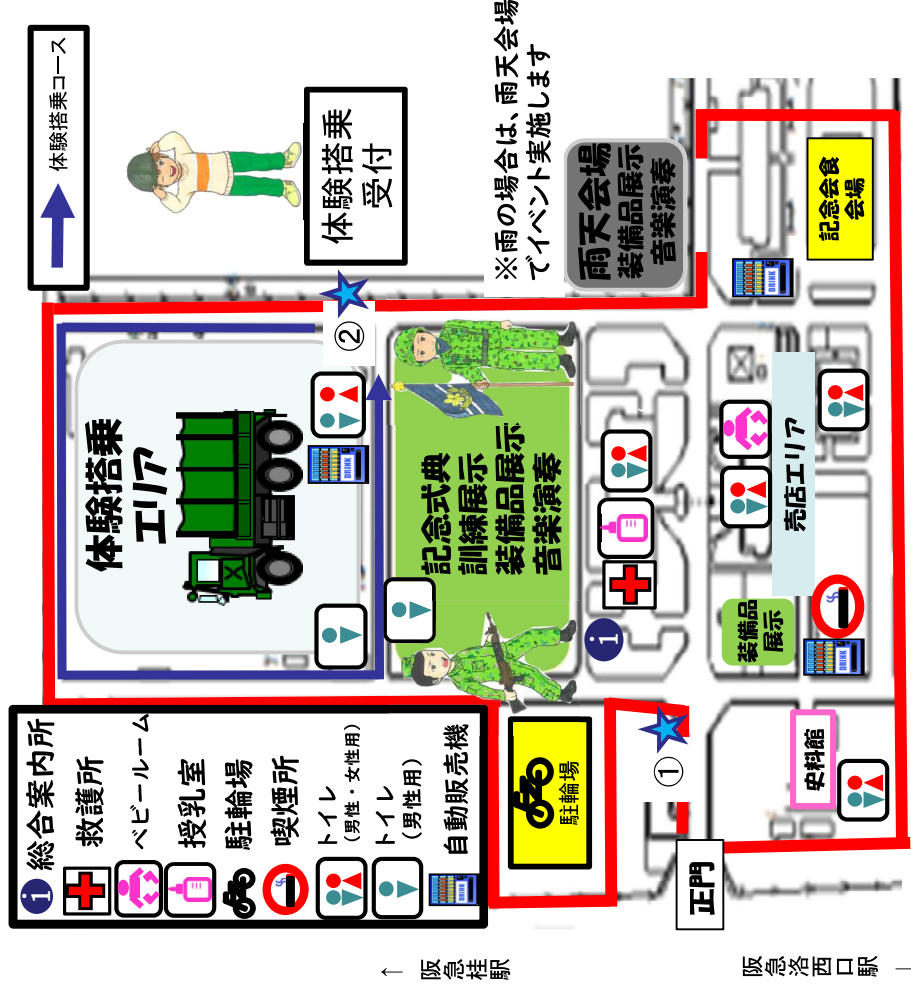 総合案内所
救護所
ベビールーム
授乳室
駐輪場
喫煙所
トイレ
(男性・女性用)
トイレ
(男性用)
自動販売機
体験搭乗コース
体験搭乗
受付
体験搭乗
エリア
DRINK
②
記念式典
訓練展示
装備品展示
音楽演奏
※雨の場合は、雨天会場
でイベント実施します
雨天会場
装備品展示
音楽演奏
駐輪場
①
正門
装備品
展示
売店エリア
DRINK
DRINK
記念会食
会場
史料館
← 阪急桂駅
阪急洛西口駅
i
i
DRINK